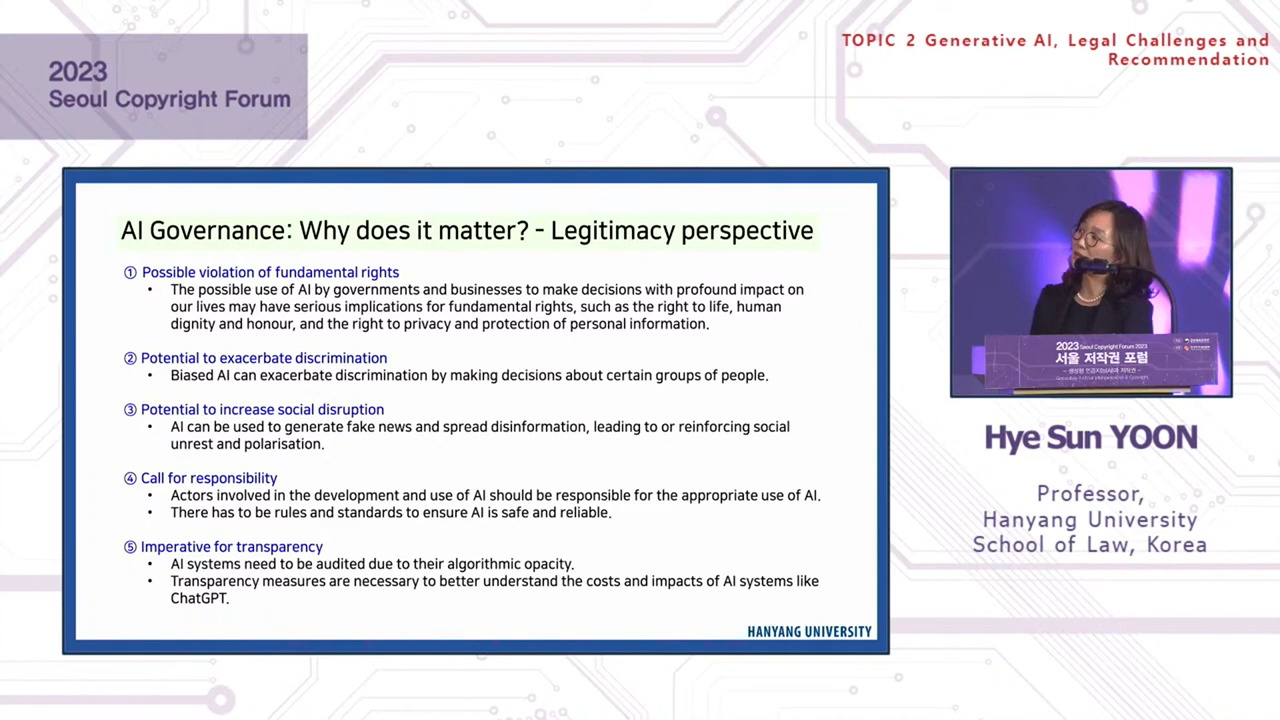 TOPIC 2 Generative AI, Legal Challenges and
Recommendation
2023
Seoul Copyright Forum
AI Governance: Why does it matter? - Legitimacy perspective
① Possible violation of fundamental rights
• The possible use of AI by governments and businesses to make decisions with profound impact on
our lives may have serious implications for fundamental rights, such as the right to life, human
dignity and honour, and the right to privacy and protection of personal information.
② Potential to exacerbate discrimination
• Biased AI can exacerbate discrimination by making decisions about certain groups of people.
③ Potential to increase social disruption
• AI can be used to generate fake news and spread disinformation, leading to or reinforcing social
unrest and polarisation.
④ Call for responsibility
• Actors involved in the development and use of AI should be responsible for the appropriate use of AI.
• There has to be rules and standards to ensure AI is safe and reliable.
⑤ Imperative for transparency
• AI systems need to be audited due to their algorithmic opacity.
• Transparency measures are necessary to better understand the costs and impacts of AI systems like
ChatGPT.
HANYANG UNIVERSITY
2023 Seoul Copyright Forum 2023
서울 저작권 포럼
Hye Sun YOON
Professor,
Hanyang University
School of Law, Korea